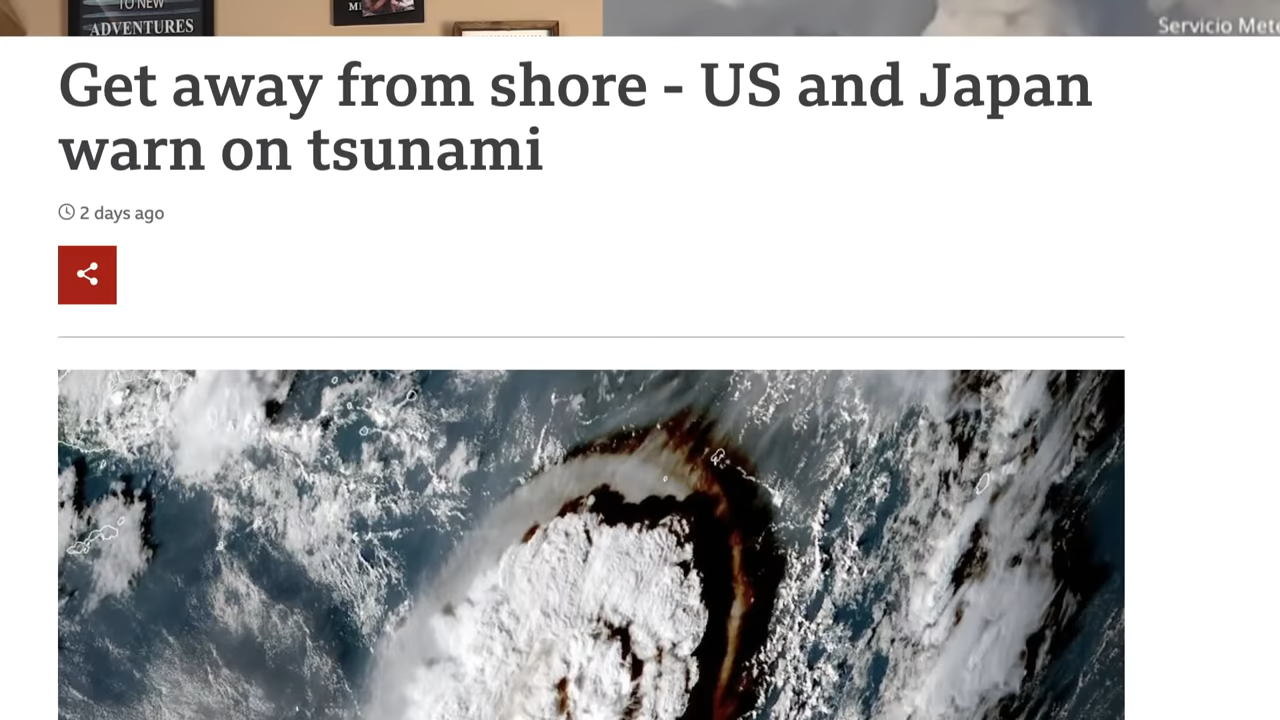 TO NEW
ADVENTURES
Servicio Mete
Get away from shore - US and Japan
warn on tsunami
2 days ago